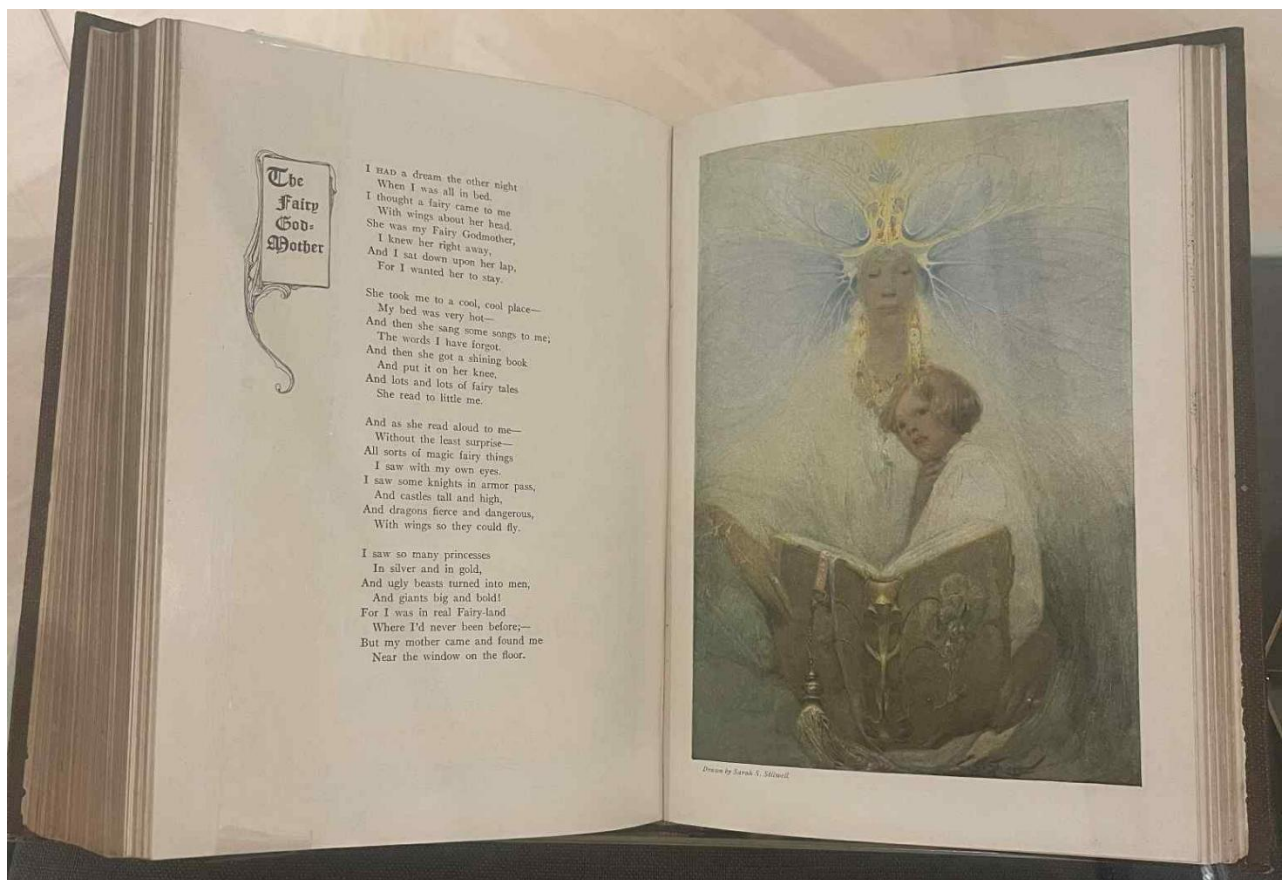 The
Fairy
God-
Mother
I HAD a dream the other night
When I was all in bed.
I thought a fairy came to me
With wings about her head.
She was my Fairy Godmother,
I knew her right away,
And I sat down upon her lap,
For I wanted her to stay.
She took me to a cool, cool place—
My bed was very hot—
And then she sang some songs to me;
The words I have forgot.
And then she got a shining book
And put it on her knee,
And lots and lots of fairy tales
She read to little me.
And as she read aloud to me—
Without the least surprise—
All sorts of magic fairy things
I saw with my own eyes.
I saw some knights in armor pass,
And castles tall and high,
And dragons fierce and dangerous,
With wings so they could fly.
I saw so many princesses
In silver and in gold,
And ugly beasts turned into men,
And giants big and bold!
For I was in real Fairy-land
Where I'd never been before;—
But my mother came and found me
Near the window on the floor.
Drawn by Sarah S. Stilwell